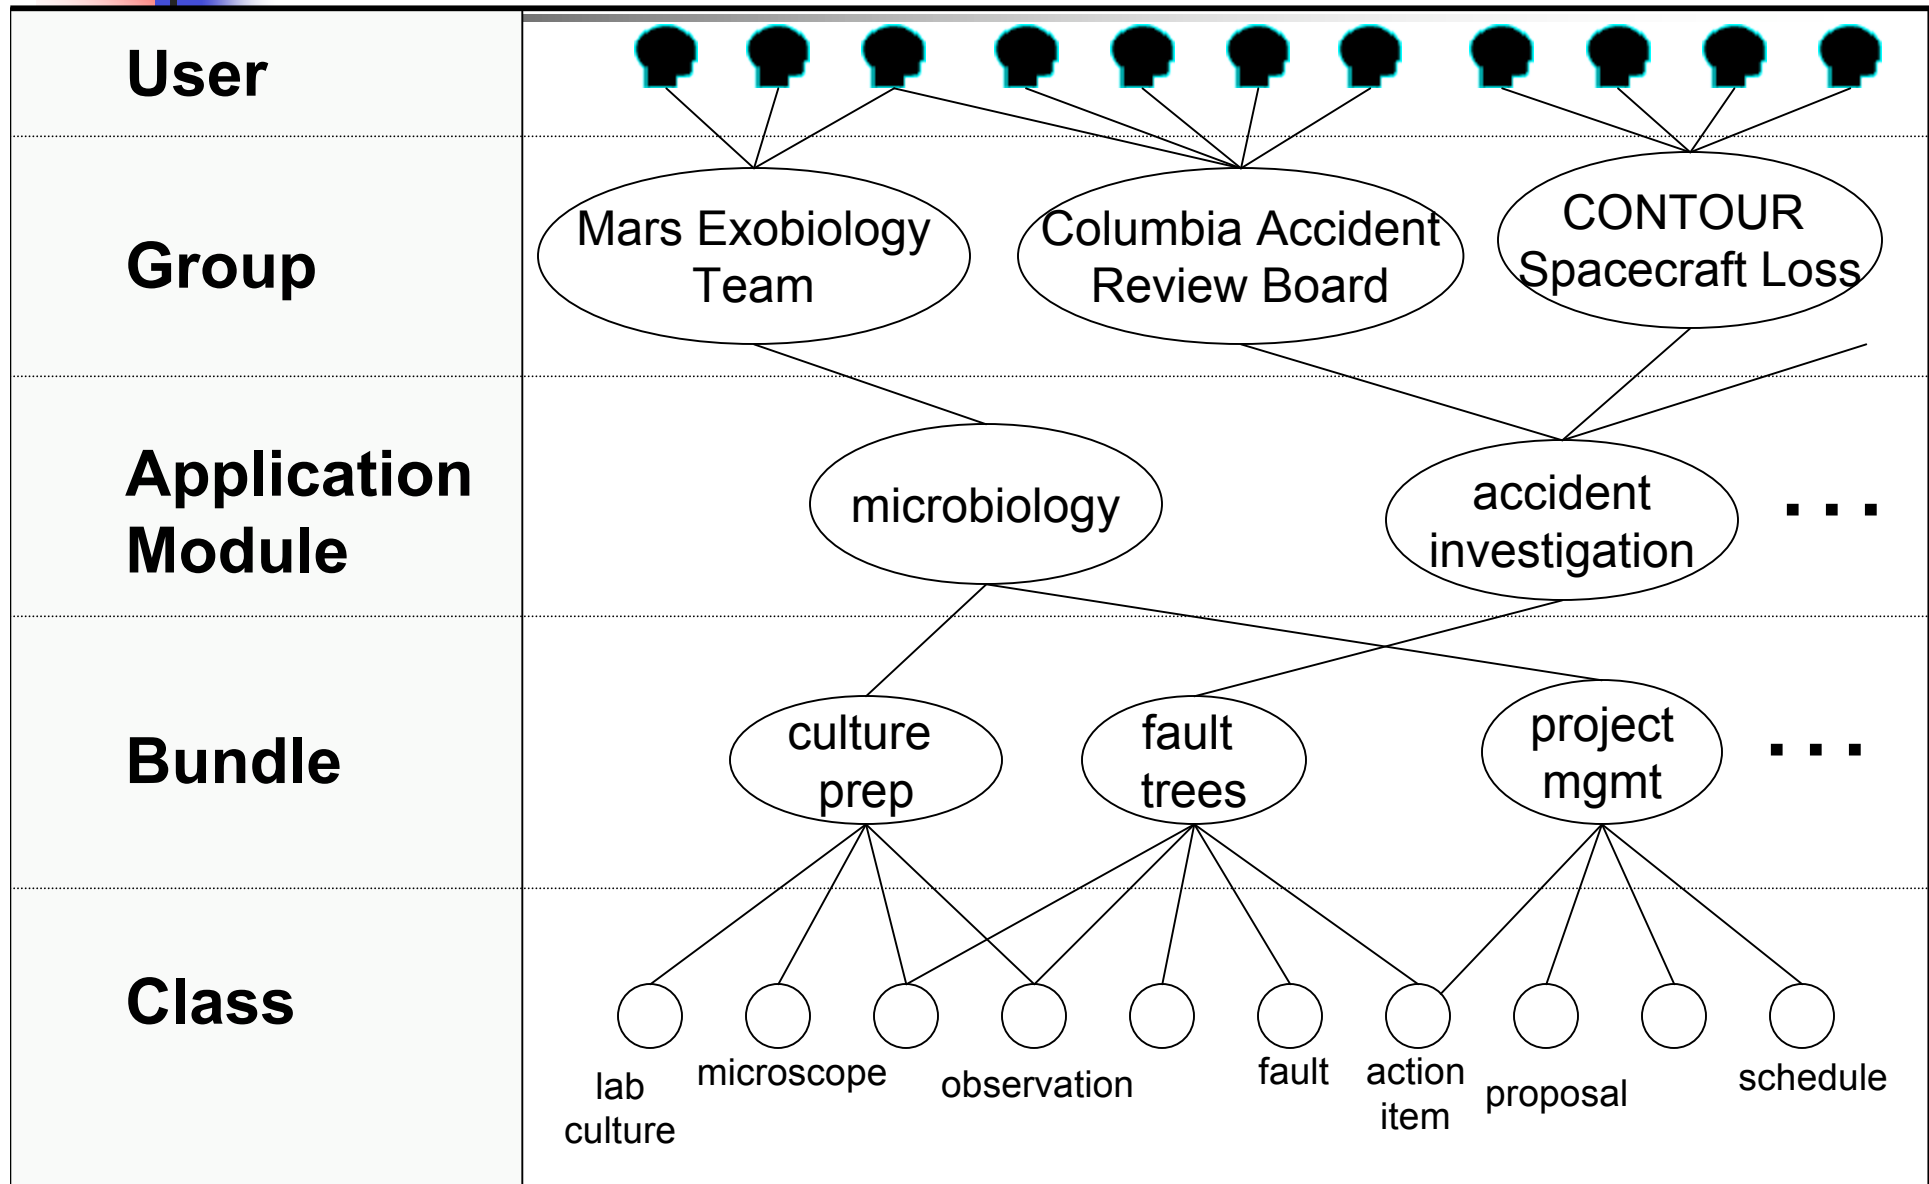 User
Group
Mars Exobiology
Team
Columbia Accident
Review Board
CONTOUR
Spacecraft Loss
Application
Module
microbiology
accident
investigation
...
Bundle
culture
prep
fault
trees
project
mgmt
...
Class
lab
culture
microscope
observation
fault
action
item
proposal
schedule